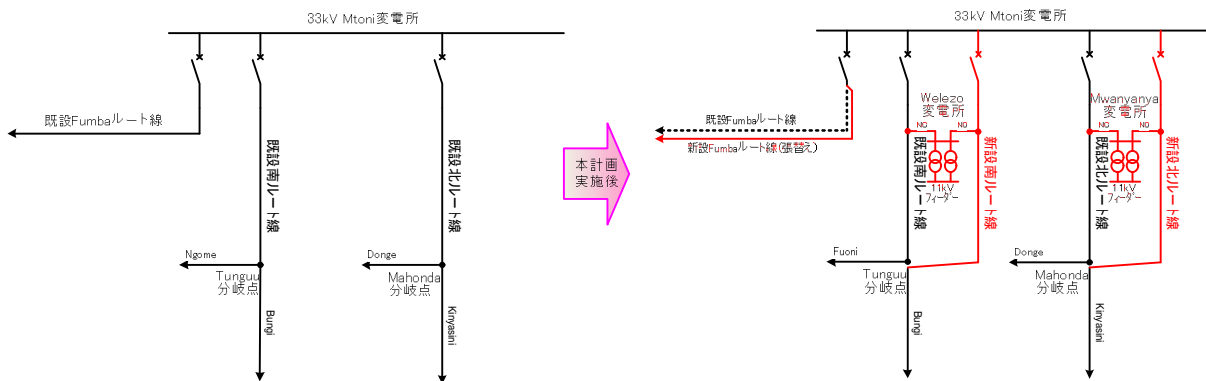 33kV Mtoni変電所
既設Fumbaルート線
既設南ルート線
既設北ルート線
Ngome
Tunguu
分岐点
Bungi
Donge
Mahonda
分岐点
Kinyasini
本計画
実施後
33kV Mtoni変電所
既設Fumbaルート線
新設Fumbaルート線(張替え)
Welezo
変電所
NC
NO
11kV
フィーダー
既設南ルート線
新設南ルート線
Mwanyanya
変電所
NC
NO
11kV
フィーダー
既設北ルート線
新設北ルート線
Fuoni
Tunguu
分岐点
Bungi
Donge
Mahonda
分岐点
Kinyasini